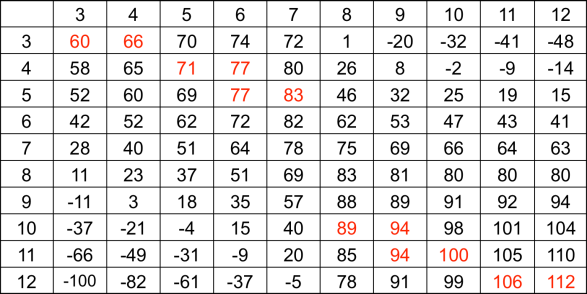 3 4 5 6 7 8 9 10 11 12
3 60 66 70 74 72 1 -20 -32 -41 -48
4 58 65 71 77 80 26 8 -2 -9 -14
5 52 60 69 77 83 46 32 25 19 15
6 42 52 62 72 82 62 53 47 43 41
7 28 40 51 64 78 75 69 66 64 63
8 11 23 37 51 69 83 81 80 80 80
9 -11 3 18 35 57 88 89 91 92 94
10 -37 -21 -4 15 40 89 94 98 101 104
11 -66 -49 -31 -9 20 85 94 100 105 110
12 -100 -82 -61 -37 -5 78 91 99 106 112